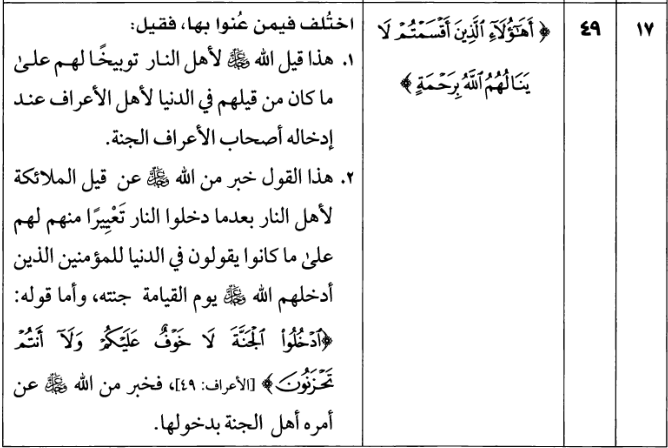 ١٧
٤٩
﴿ أَهَٰٓؤُلَآءِ ٱلَّذِينَ أَقۡسَمۡتُمۡ لَا
يَنَالُهُمُ ٱللَّهُ بِرَحۡمَةٍ ﴾
اختُلف فيمن عُنوا بها، فقيل:
١. هذا قيل الله ﷻ لأهل النار توبيخًا لهم علىٰ
ما كان من قيلهم في الدنيا لأهل الأعراف عند
إدخاله أصحاب الأعراف الجنة.
٢. هذا القول خبر من الله ﷻ عن قيل الملائكة
لأهل النار بعدما دخلوا النار تَعْيِيرًا منهم لهم
علىٰ ما كانوا يقولون في الدنيا للمؤمنين الذين
أدخلهم الله ﷻ يوم القيامة جنته، وأما قوله:
﴿ٱدۡخُلُواْ ٱلۡجَنَّةَ لَا خَوۡفٌ عَلَيۡكُمۡ وَلَآ أَنتُمۡ
تَحۡزَنُونَ﴾ [الأعراف: ٤٩]، فخبر من الله ﷻ عن
أمره أهل الجنة بدخولها.